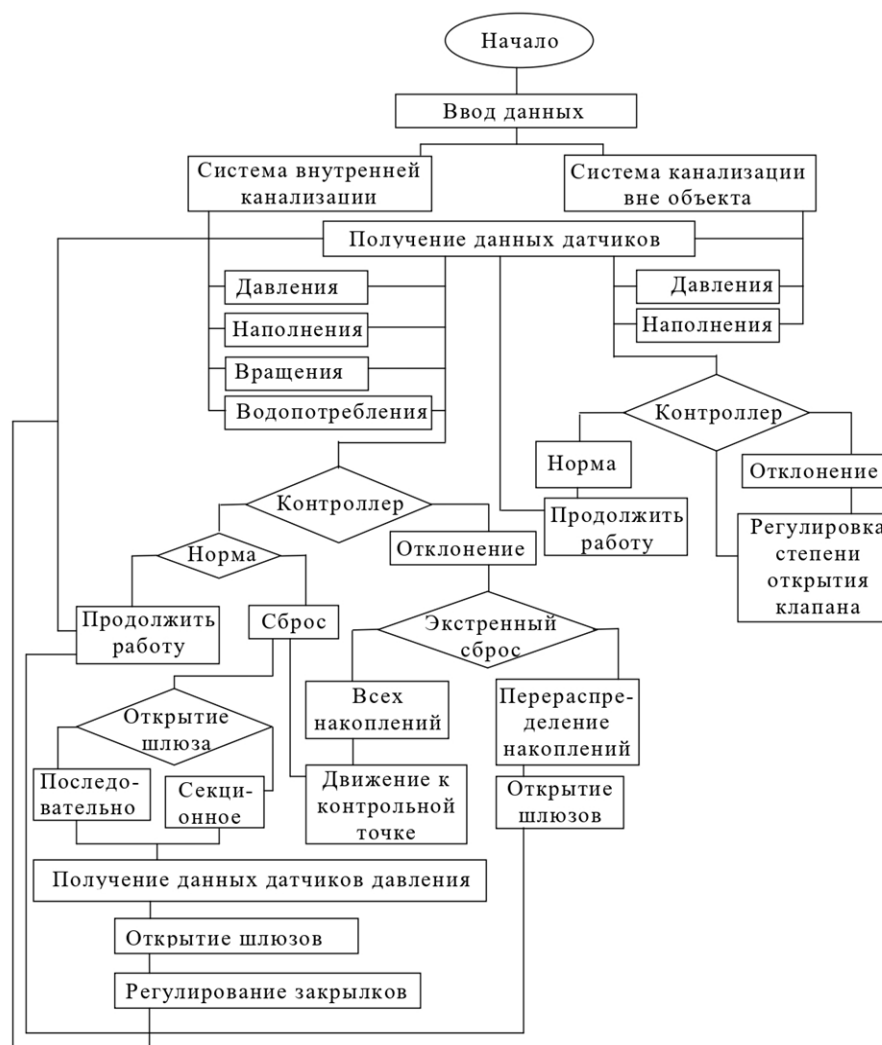 Начало
Ввод данных
Система внутренней
канализации
Система канализации
вне объекта
Получение данных датчиков
Давления
Наполнения
Вращения
Водопотребления
Давления
Наполнения
Контроллер
Норма
Отклонение
Продолжить
работу
Регулировка
степени
открытия
клапана
Контроллер
Норма
Отклонение
Продолжить
работу
Сброс
Экстренный
сброс
Всех
накоплений
Перераспре-
деление
накоплений
Открытие
шлюза
Последо-
вательно
Секци-
онное
Движение к
контрольной
точке
Открытие
шлюзов
Получение данных датчиков давления
Открытие шлюзов
Регулирование закрылков